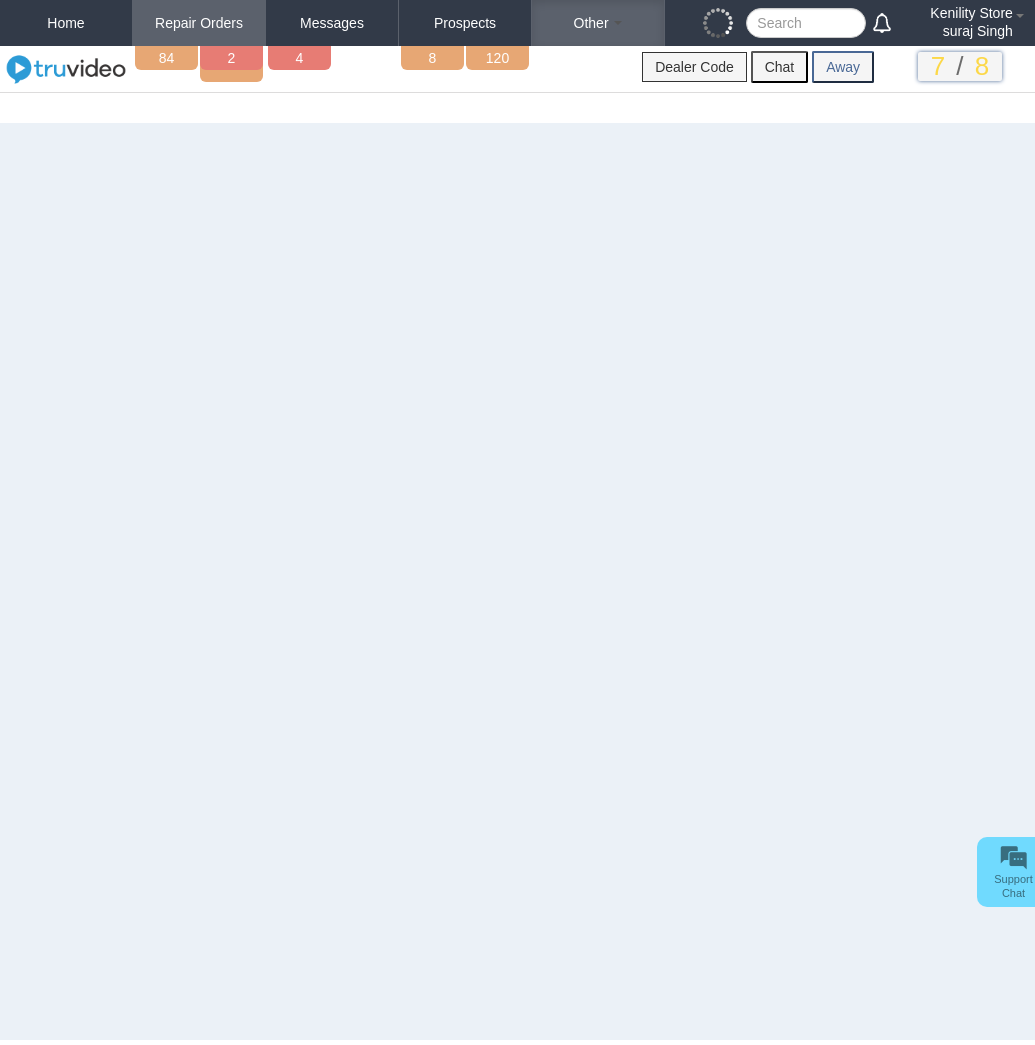 Home
Repair Orders
Messages
Prospects
Other
Search
Kenility Store
suraj Singh
truvideo
84
2
4
8
120
Dealer Code
Chat
Away
7 / 8
Support
Chat